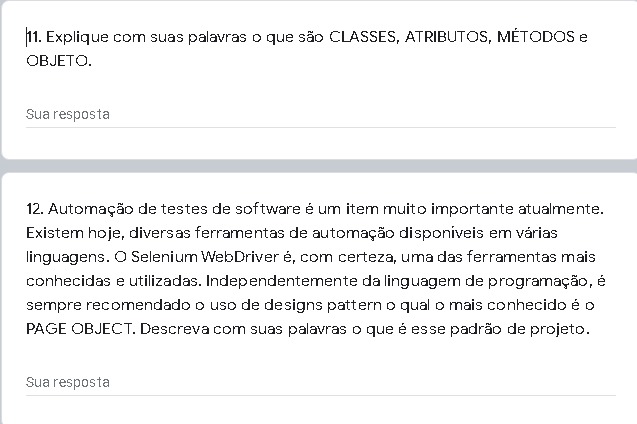 11. Explique com suas palavras o que são CLASSES, ATRIBUTOS, MÉTODOS e
OBJETO.
Sua resposta
12. Automação de testes de software é um item muito importante atualmente.
Existem hoje, diversas ferramentas de automação disponíveis em várias
linguagens. O Selenium WebDriver é, com certeza, uma das ferramentas mais
conhecidas e utilizadas. Independentemente da linguagem de programação, é
sempre recomendado o uso de designs pattern o qual o mais conhecido é o
PAGE OBJECT. Descreva com suas palavras o que é esse padrão de projeto.
Sua resposta